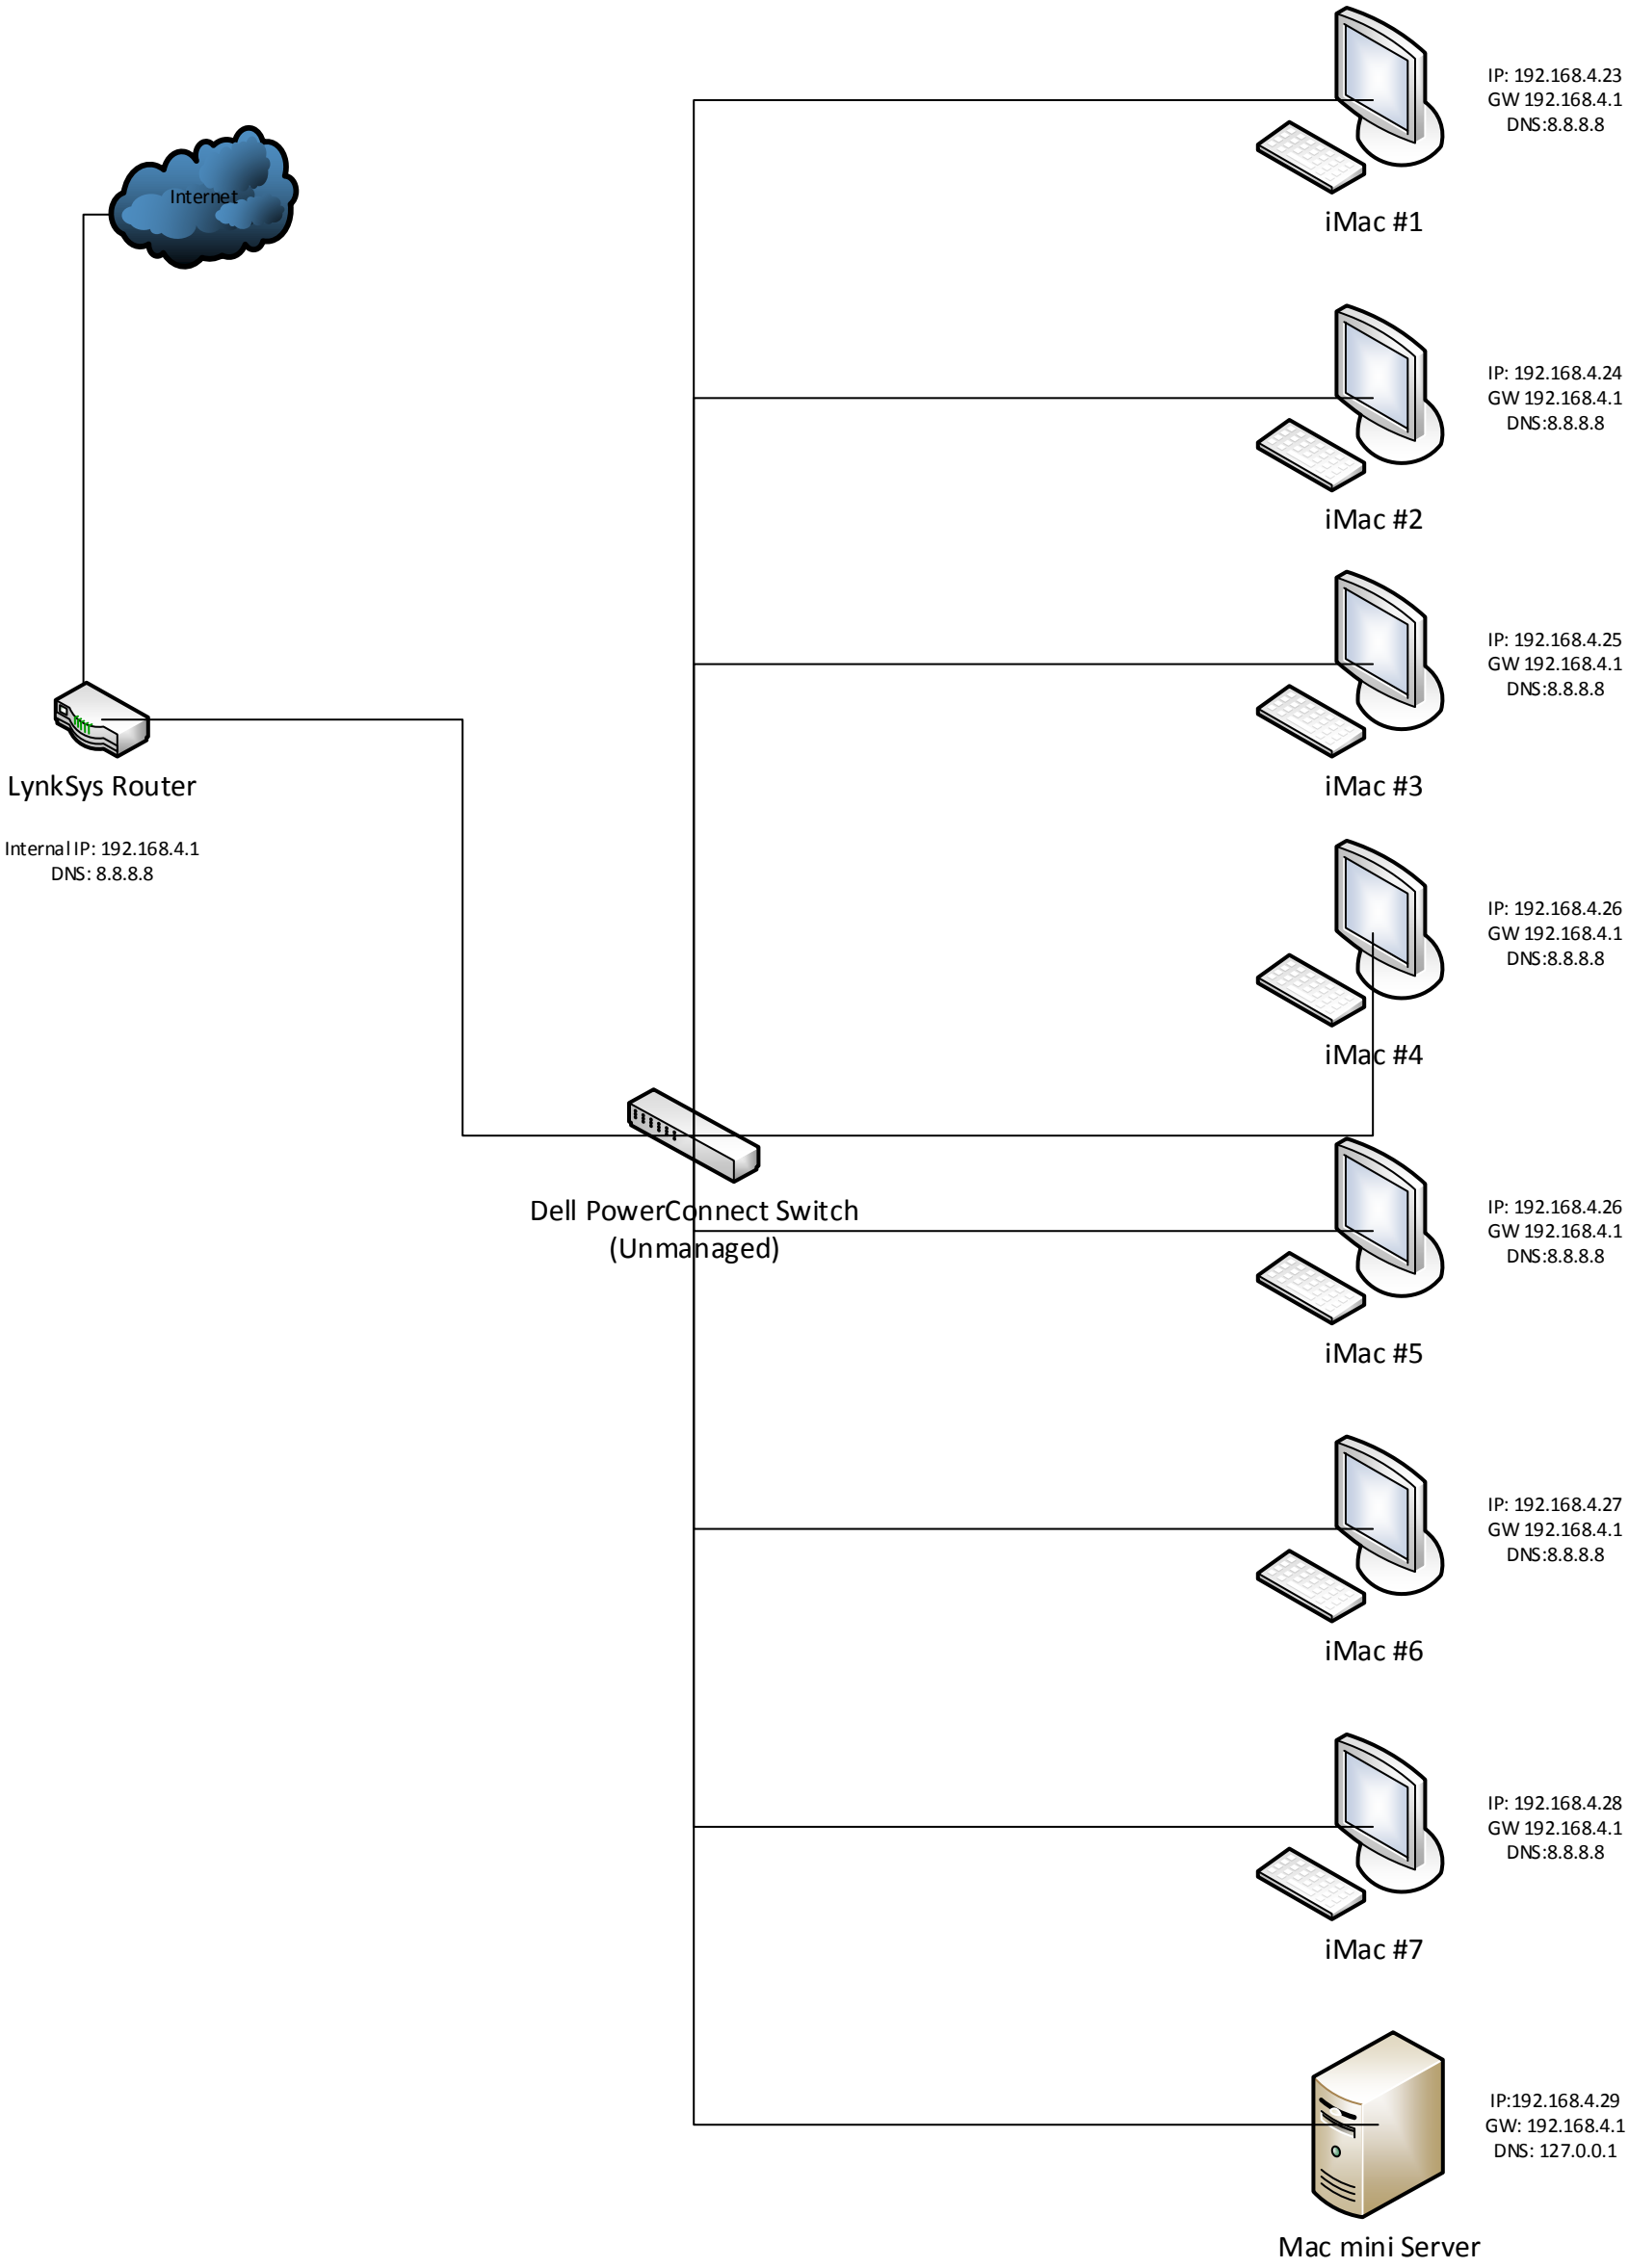 Internet
LynkSys Router
Internal IP: 192.168.4.1
DNS: 8.8.8.8
Dell PowerConnect Switch
(Unmanaged)
IP: 192.168.4.23
GW 192.168.4.1
DNS:8.8.8.8
iMac #1
IP: 192.168.4.24
GW 192.168.4.1
DNS:8.8.8.8
iMac #2
IP: 192.168.4.25
GW 192.168.4.1
DNS:8.8.8.8
iMac #3
IP: 192.168.4.26
GW 192.168.4.1
DNS:8.8.8.8
iMac #4
IP: 192.168.4.26
GW 192.168.4.1
DNS:8.8.8.8
iMac #5
IP: 192.168.4.27
GW 192.168.4.1
DNS:8.8.8.8
iMac #6
IP: 192.168.4.28
GW 192.168.4.1
DNS:8.8.8.8
iMac #7
IP:192.168.4.29
GW: 192.168.4.1
DNS: 127.0.0.1
Mac mini Server